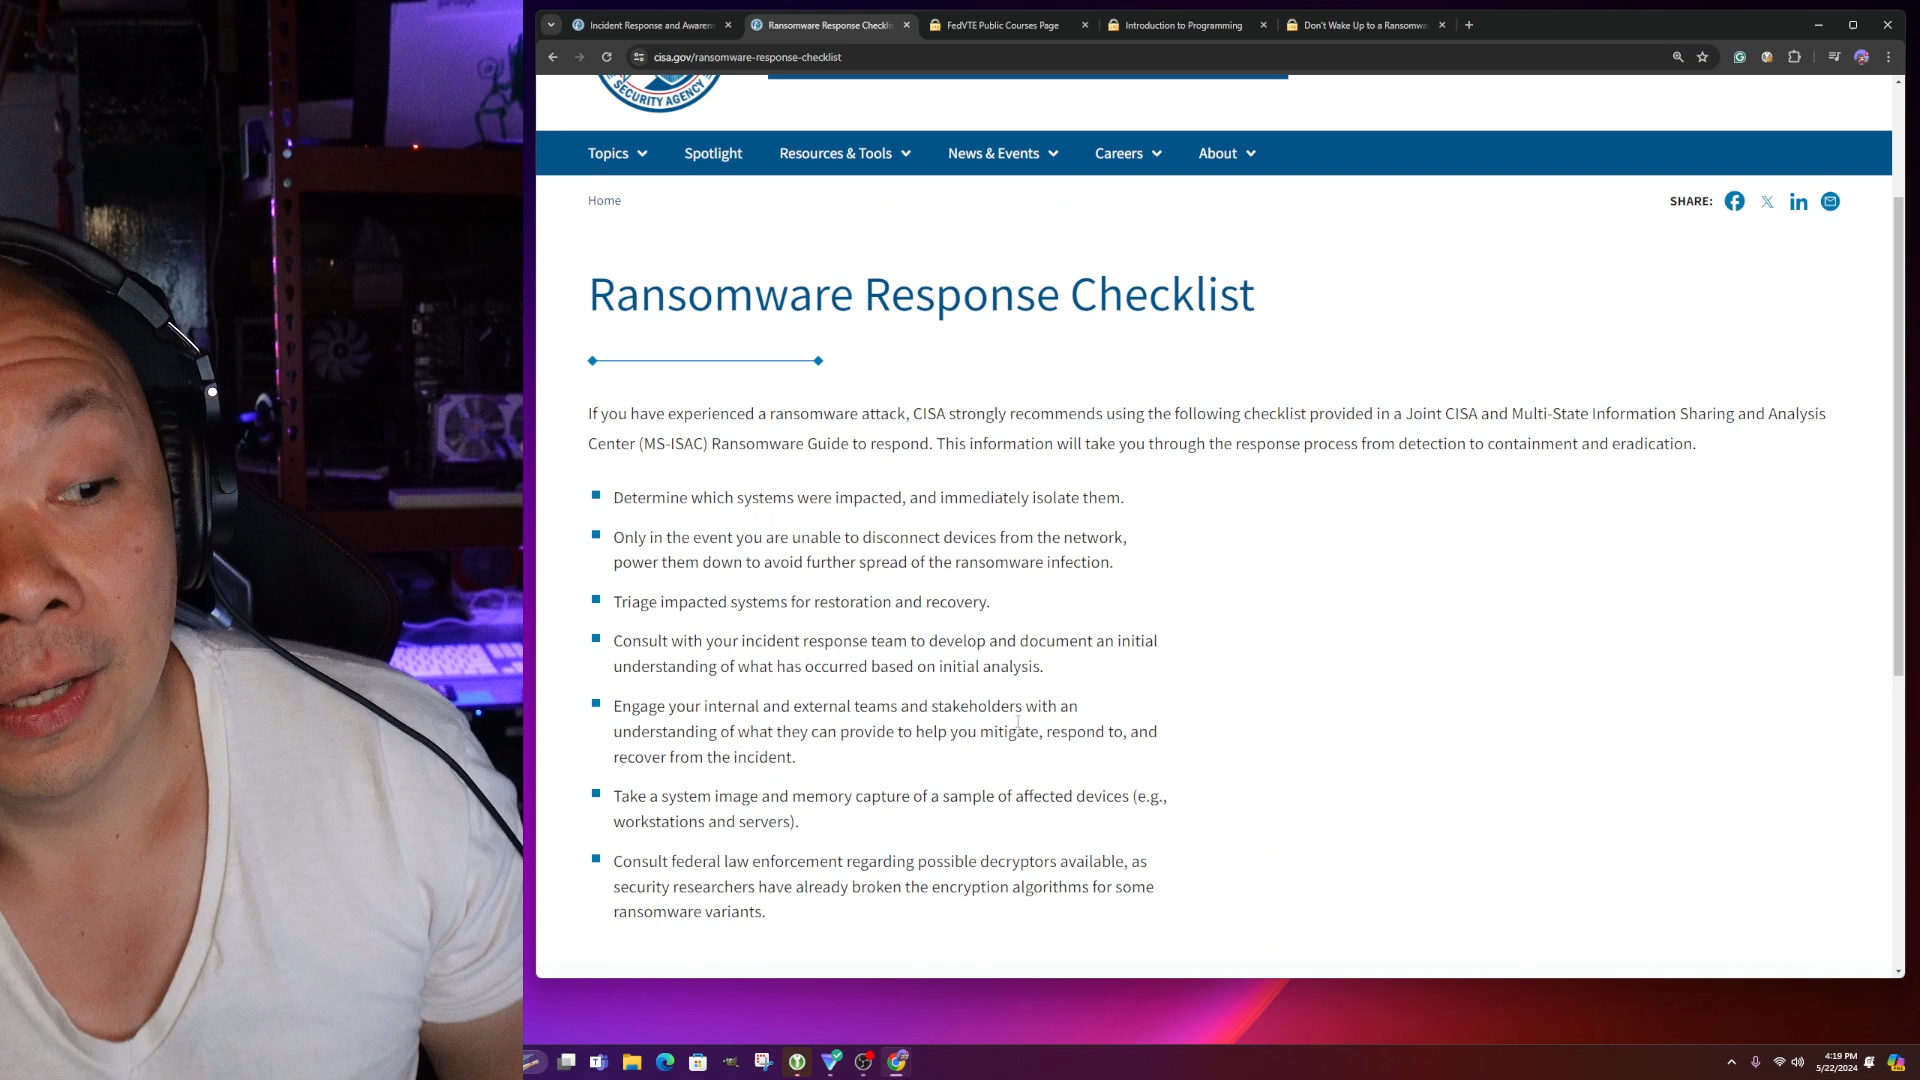 Incident Response and Awaren
Ransomware Response Checkli
FedVTE Public Courses Page
Introduction to Programming
Don't Wake Up to a Ransomwa
cisa.gov/ransomware-response-checklist
SECURITY AGENCY
Topics
Spotlight
Resources & Tools
News & Events
Careers
About
Home
SHARE:
Ransomware Response Checklist
If you have experienced a ransomware attack, CISA strongly recommends using the following checklist provided in a Joint CISA and Multi-State Information Sharing and Analysis
Center (MS-ISAC) Ransomware Guide to respond. This information will take you through the response process from detection to containment and eradication.
Determine which systems were impacted, and immediately isolate them.
Only in the event you are unable to disconnect devices from the network,
power them down to avoid further spread of the ransomware infection.
Triage impacted systems for restoration and recovery.
Consult with your incident response team to develop and document an initial
understanding of what has occurred based on initial analysis.
Engage your internal and external teams and stakeholders with an
understanding of what they can provide to help you mitigate, respond to, and
recover from the incident.
Take a system image and memory capture of a sample of affected devices (e.g.,
workstations and servers).
Consult federal law enforcement regarding possible decryptors available, as
security researchers have already broken the encryption algorithms for some
ransomware variants.
4:19 PM
5/22/2024